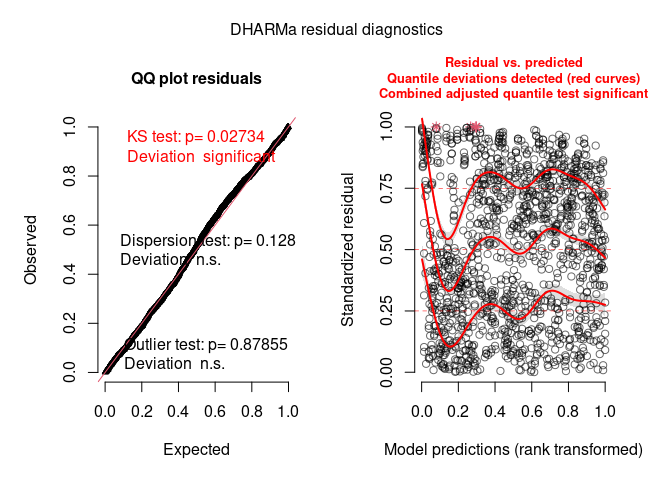 DHARMa residual diagnostics
QQ plot residuals
KS test: p= 0.02734
Deviation significant
Dispersion test: p= 0.128
Deviation n.s.
Outlier test: p= 0.87855
Deviation n.s.
Observed
0.0 0.2 0.4 0.6 0.8 1.0
0.0 0.2 0.4 0.6 0.8 1.0
Expected
Residual vs. predicted
Quantile deviations detected (red curves)
Combined adjusted quantile test significant
Standardized residual
0.00 0.25 0.50 0.75 1.00
0.0 0.2 0.4 0.6 0.8 1.0
Model predictions (rank transformed)